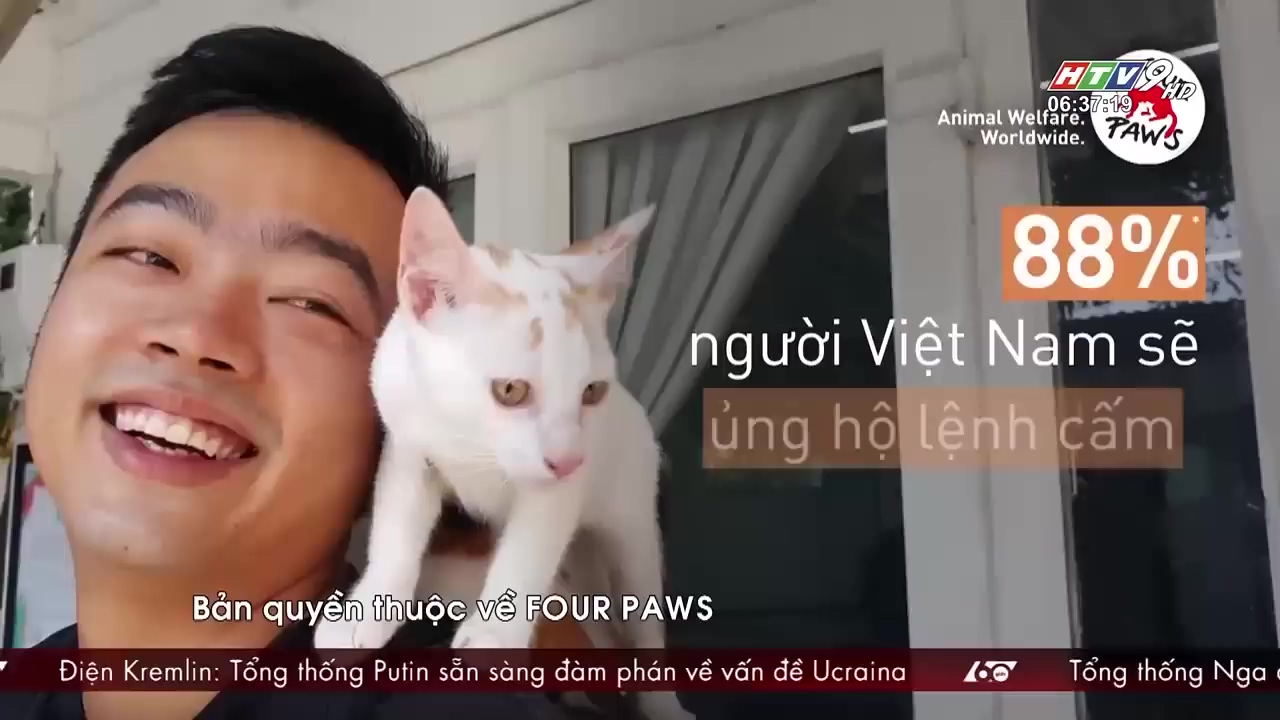 HTV9 HD
06:37:19
Animal Welfare.
Worldwide.
PAWS
88%*
người Việt Nam sẽ
ủng hộ lệnh cấm
Bản quyền thuộc về FOUR PAWS
Điện Kremlin: Tổng thống Putin sẵn sàng đàm phán về vấn đề Ucraina
60 giây
Tổng thống Nga